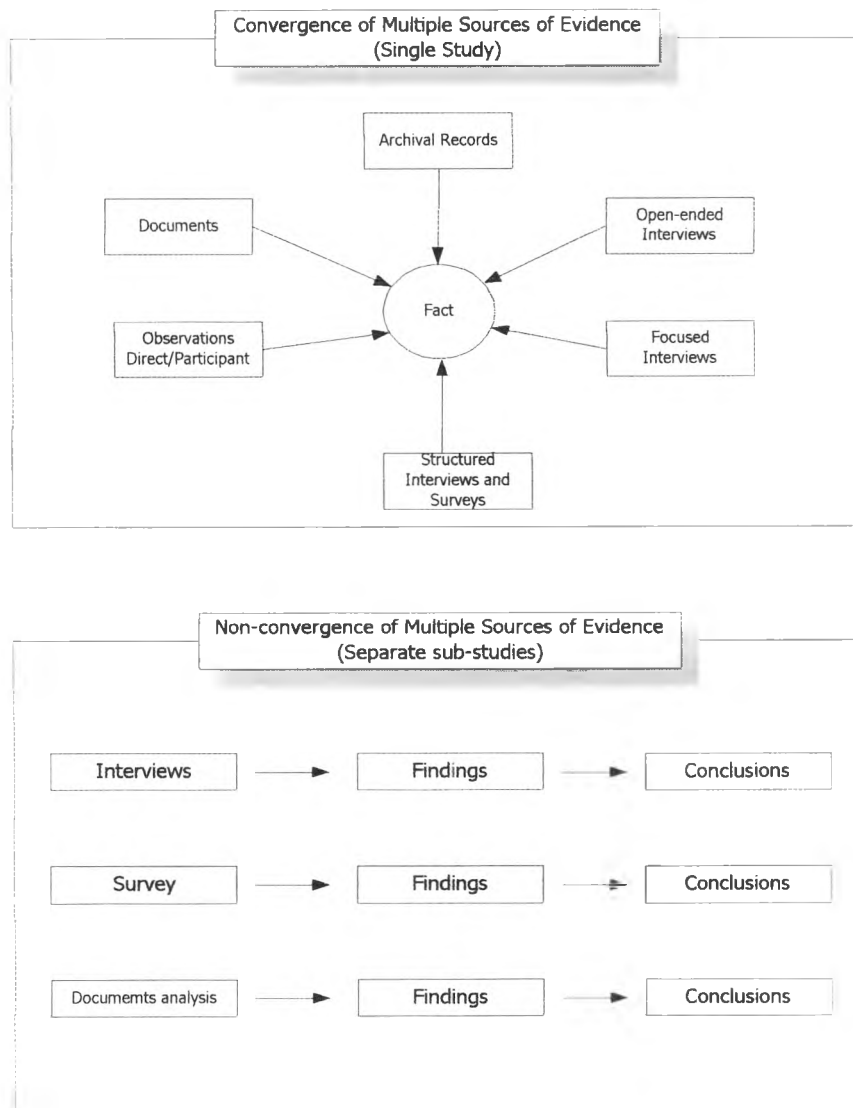 Convergence of Multiple Sources of Evidence
(Single Study)
Archival Records
Documents
Open-ended
Interviews
Fact
Observations
Direct/Participant
Focused
Interviews
Structured
Interviews and
Surveys
Non-convergence of Multiple Sources of Evidence
(Separate sub-studies)
Interviews
Findings
Conclusions
Survey
Findings
Conclusions
Documemts analysis
Findings
Conclusions